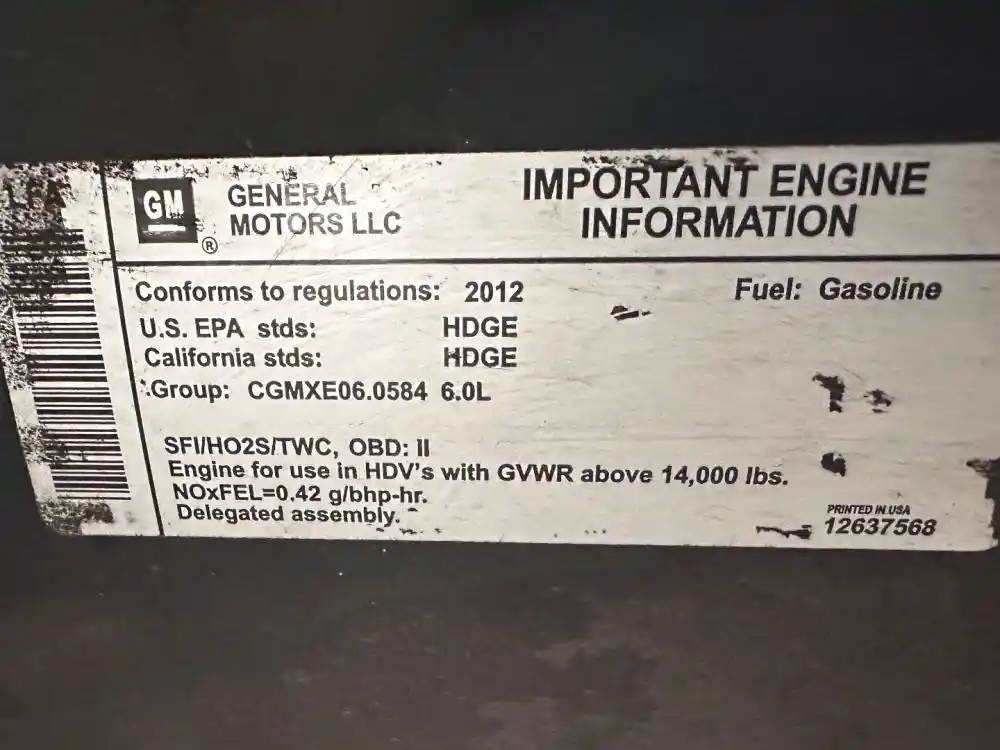 GM
®
GENERAL
MOTORS LLC
IMPORTANT ENGINE
INFORMATION
Conforms to regulations: 2012
Fuel: Gasoline
U.S. EPA stds: HDGE
California stds: HDGE
Group: CGMXE06.0584 6.0L
SFI/HO2S/TWC, OBD: II
Engine for use in HDV's with GVWR above 14,000 lbs.
NOxFEL=0.42 g/bhp-hr.
Delegated assembly.
PRINTED IN USA
12637568